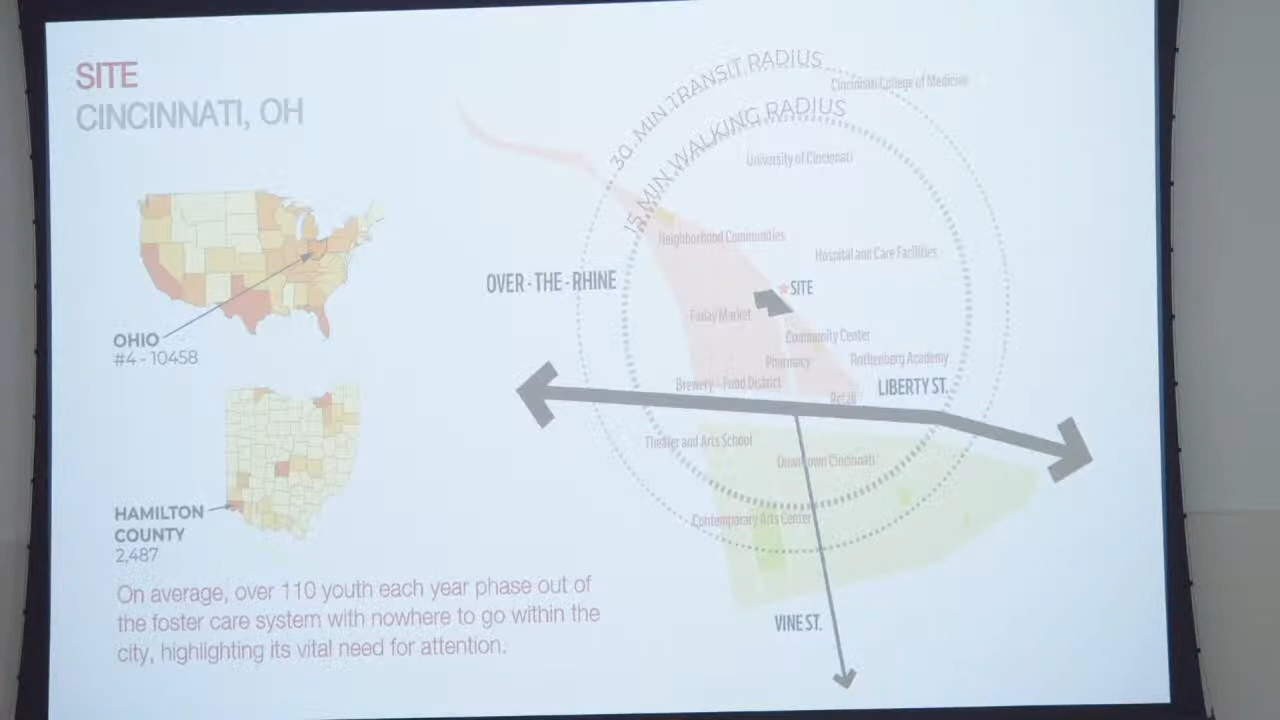 SITE
CINCINNATI, OH
30 MIN TRANSIT RADIUS
15 MIN WALKING RADIUS
Cincinnati College of Medicine
University of Cincinnati
Neighborhood Communities
Hospital and Care Facilities
OVER-THE-RHINE
SITE
Findlay Market
Community Center
Pharmacy
Rothenberg Academy
Brewery - Food District
LIBERTY ST.
Retail
Theater and Arts School
Downtown Cincinnati
Contemporary Arts Center
VINE ST.
OHIO
#4 - 10458
HAMILTON
COUNTY
2,487
On average, over 110 youth each year phase out of
the foster care system with nowhere to go within the
city, highlighting its vital need for attention.